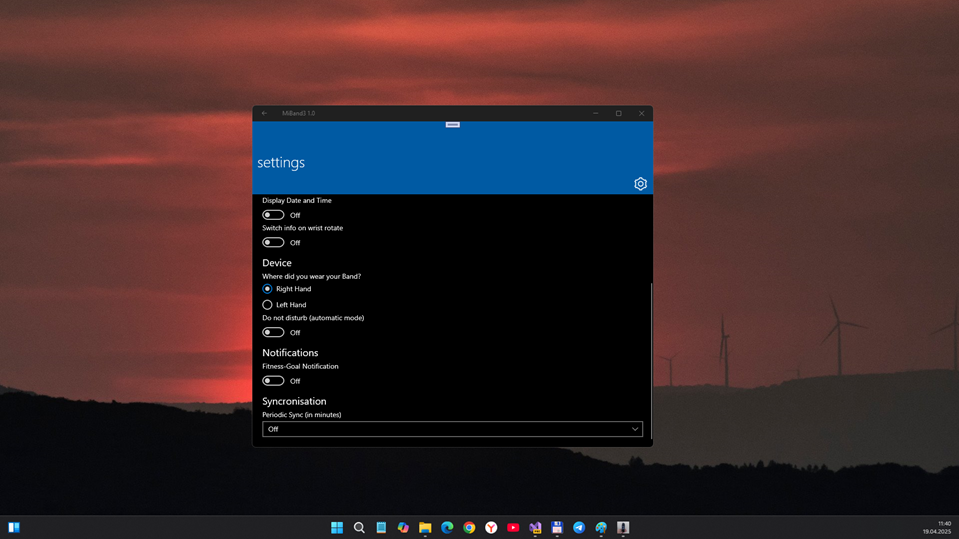 MiBand3 1.0
settings
Display Date and Time
Off
Switch info on wrist rotate
Off
Device
Where did you wear your Band?
Right Hand
Left Hand
Do not disturb (automatic mode)
Off
Notifications
Fitness-Goal Notification
Off
Syncronisation
Periodic Sync (in minutes)
Off
11:40
19.04.2025